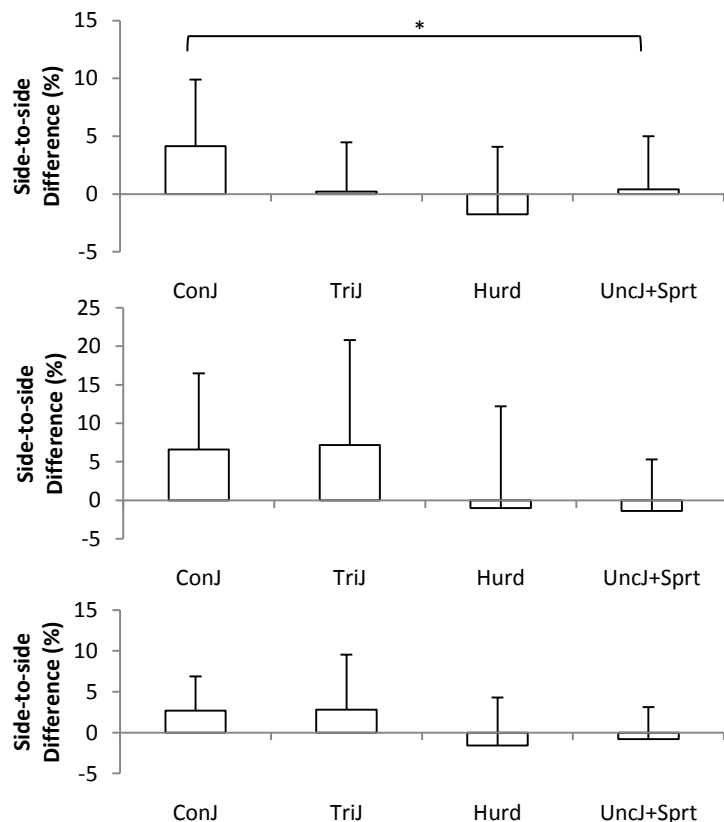 *
Side-to-side
Difference (%)
15
10
5
0
-5
ConJ TriJ Hurd UncJ+Sprt
Side-to-side
Difference (%)
25
20
15
10
5
0
-5
ConJ TriJ Hurd UncJ+Sprt
Side-to-side
Difference (%)
15
10
5
0
-5
ConJ TriJ Hurd UncJ+Sprt